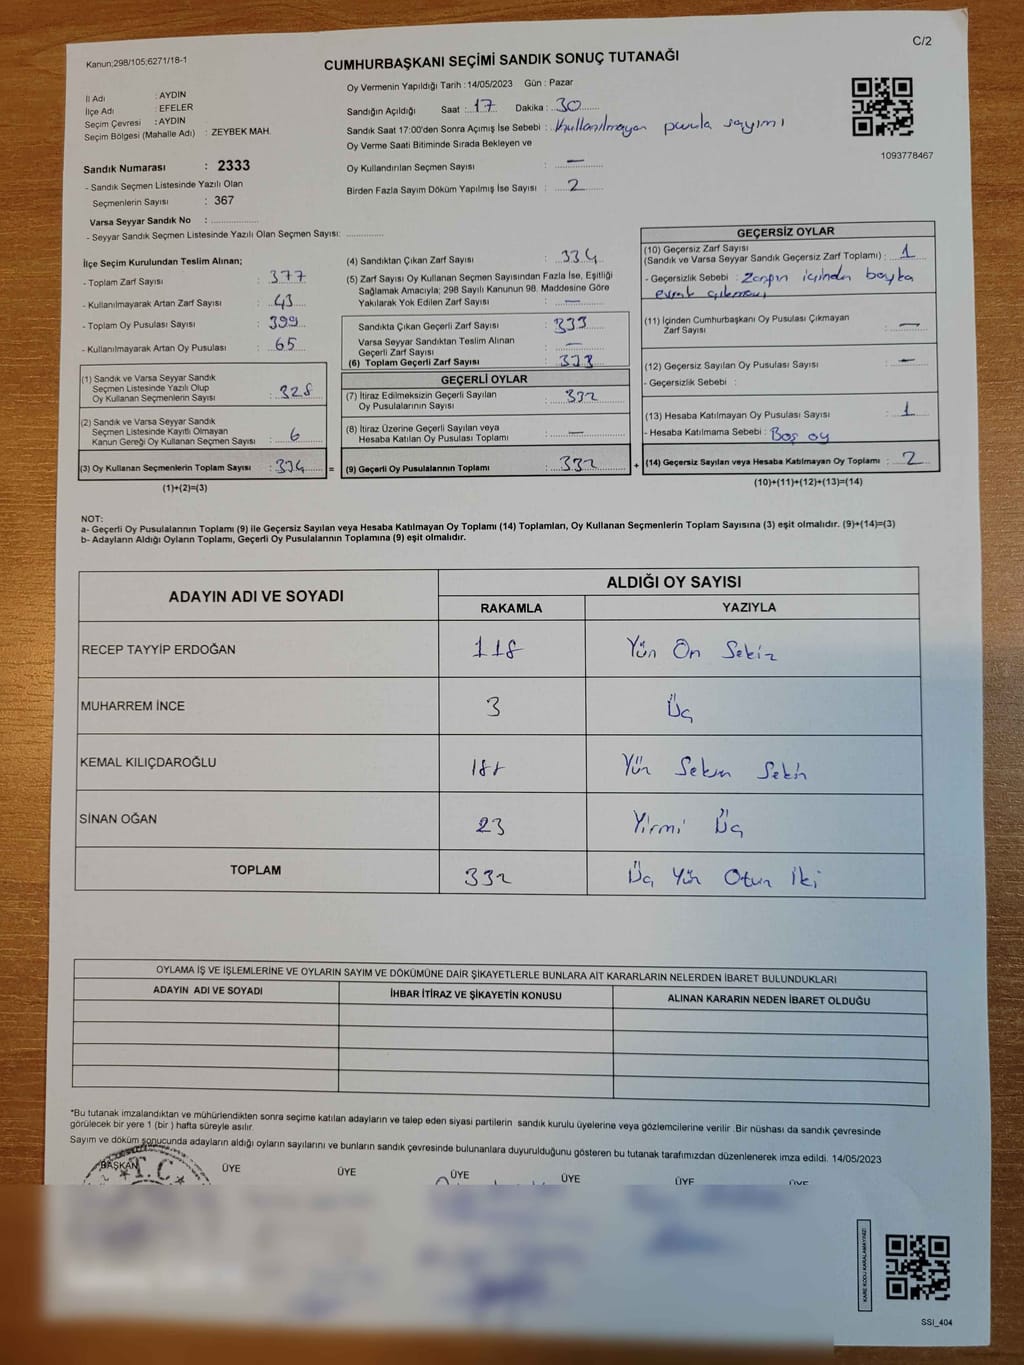 C/2
Kanun;298/105;6271/18-1
CUMHURBAŞKANI SEÇİMİ SANDIK SONUÇ TUTANAĞI
İl Adı : AYDIN
İlçe Adı : EFELER
Seçim Çevresi : AYDIN
Seçim Bölgesi (Mahalle Adı) : ZEYBEK MAH.
Sandık Numarası : 2333
- Sandık Seçmen Listesinde Yazılı Olan
Seçmenlerin Sayısı : 367
Varsa Seyyar Sandık No : ................
- Seyyar Sandık Seçmen Listesinde Yazılı Olan Seçmen Sayısı: .............
Oy Vermenin Yapıldığı Tarih :14/05/2023 Gün : Pazar
Sandığın Açıldığı Saat : 17 Dakika : 30
Sandık Saat 17:00'den Sonra Açımış İse Sebebi : Kullanılmayan pusula sayımı
Oy Verme Saati Bitiminde Sırada Bekleyen ve
Oy Kullandırılan Seçmen Sayısı : —
Birden Fazla Sayım Döküm Yapılmış İse Sayısı : 2
1093778467
İlçe Seçim Kurulundan Teslim Alınan;
- Toplam Zarf Sayısı : 377
- Kullanılmayarak Artan Zarf Sayısı : 43
- Toplam Oy Pusulası Sayısı : 399
- Kullanılmayarak Artan Oy Pusulası : 65
(1) Sandık ve Varsa Seyyar Sandık
Seçmen Listesinde Yazılı Olup
Oy Kullanan Seçmenlerin Sayısı : 328
(2) Sandık ve Varsa Seyyar Sandık
Seçmen Listesinde Kayıtlı Olmayan
Kanun Gereği Oy Kullanan Seçmen Sayısı : 6
(3) Oy Kullanan Seçmenlerin Toplam Sayısı : 334 =
(1)+(2)=(3)
(4) Sandıktan Çıkan Zarf Sayısı : 334
(5) Zarf Sayısı Oy Kullanan Seçmen Sayısından Fazla İse, Eşitliği
Sağlamak Amacıyla; 298 Sayılı Kanunun 98. Maddesine Göre
Yakılarak Yok Edilen Zarf Sayısı : —
Sandıkta Çıkan Geçerli Zarf Sayısı : 333
Varsa Seyyar Sandıktan Teslim Alınan
Geçerli Zarf Sayısı : —
(6) Toplam Geçerli Zarf Sayısı : 333
GEÇERLİ OYLAR
(7) İtiraz Edilmeksizin Geçerli Sayılan
Oy Pusulalarının Sayısı : 332
(8) İtiraz Üzerine Geçerli Sayılan veya
Hesaba Katılan Oy Pusulası Toplamı : —
(9) Geçerli Oy Pusulalarının Toplamı : 332 +
GEÇERSİZ OYLAR
(10) Geçersiz Zarf Sayısı
(Sandık ve Varsa Seyyar Sandık Geçersiz Zarf Toplamı) : 1
- Geçersizlik Sebebi : Zarfın içinden başka
evrak çıkması
(11) İçinden Cumhurbaşkanı Oy Pusulası Çıkmayan
Zarf Sayısı : —
(12) Geçersiz Sayılan Oy Pusulası Sayısı : —
- Geçersizlik Sebebi :
(13) Hesaba Katılmayan Oy Pusulası Sayısı : 1
- Hesaba Katılmama Sebebi : Boş oy
(14) Geçersiz Sayılan veya Hesaba Katılmayan Oy Toplamı : 2
(10)+(11)+(12)+(13)=(14)
NOT:
a- Geçerli Oy Pusulalarının Toplamı (9) ile Geçersiz Sayılan veya Hesaba Katılmayan Oy Toplamı (14) Toplamları, Oy Kullanan Seçmenlerin Toplam Sayısına (3) eşit olmalıdır. (9)+(14)=(3)
b- Adayların Aldığı Oyların Toplamı, Geçerli Oy Pusulalarının Toplamına (9) eşit olmalıdır.
ADAYIN ADI VE SOYADI
ALDIĞI OY SAYISI
RAKAMLA YAZIYLA
RECEP TAYYİP ERDOĞAN 118 Yüz On Sekiz
MUHARREM İNCE 3 Üç
KEMAL KILIÇDAROĞLU 188 Yüz Seksen Sekiz
SİNAN OĞAN 23 Yirmi Üç
TOPLAM 332 Üç Yüz Otuz İki
OYLAMA İŞ VE İŞLEMLERİNE VE OYLARIN SAYIM VE DÖKÜMÜNE DAİR ŞİKAYETLERLE BUNLARA AİT KARARLARIN NELERDEN İBARET BULUNDUKLARI
ADAYIN ADI VE SOYADI İHBAR İTİRAZ VE ŞİKAYETİN KONUSU ALINAN KARARIN NEDEN İBARET OLDUĞU
*Bu tutanak imzalandıktan ve mühürlendikten sonra seçime katılan adayların ve talep eden siyasi partilerin sandık kurulu üyelerine veya gözlemcilerine verilir .Bir nüshası da sandık çevresinde
görülecek bir yere 1 (bir ) hafta süreyle asılır.
Sayım ve döküm sonucunda adayların aldığı oyların sayılarını ve bunların sandık çevresinde bulunanlara duyurulduğunu gösteren bu tutanak tarafımızdan düzenlenerek imza edildi. 14/05/2023
BAŞKAN ÜYE ÜYE ÜYE ÜYE ÜYE ÜYE
T.C
KARE KODU KARALAMAYINIZ!
SSİ_404